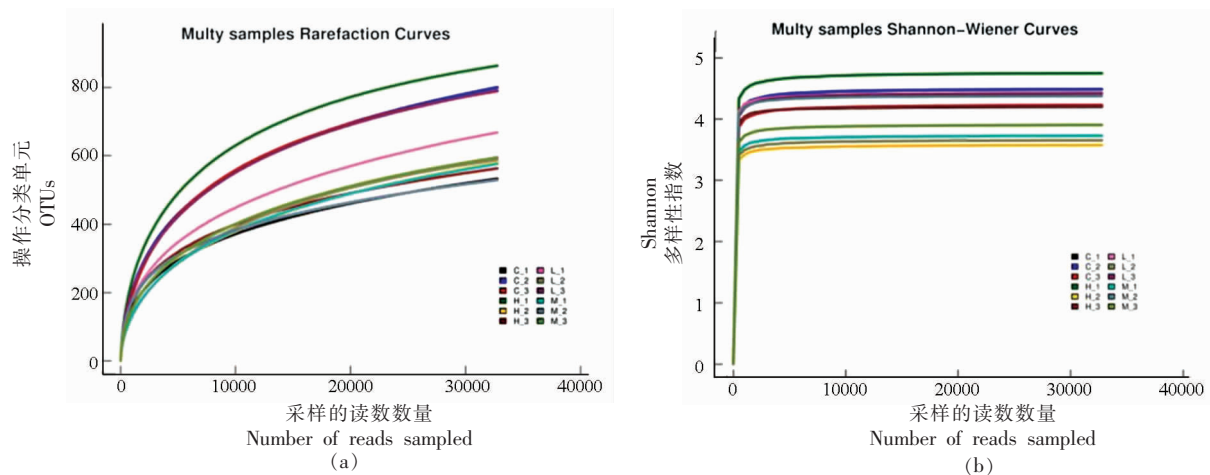 Multy samples Rarefaction Curves
800
600
400
200
0
操作分类单元
OTUs
C_1 L_1
C_2 L_2
C_3 L_3
H_1 M_1
H_2 M_2
H_3 M_3
0 10000 20000 30000 40000
采样的读数数量
Number of reads sampled
(a)
Multy samples Shannon-Wiener Curves
5
4
3
2
1
0
Shannon
多样性指数
C_1 L_1
C_2 L_2
C_3 L_3
H_1 M_1
H_2 M_2
H_3 M_3
0 10000 20000 30000 40000
采样的读数数量
Number of reads sampled
(b)